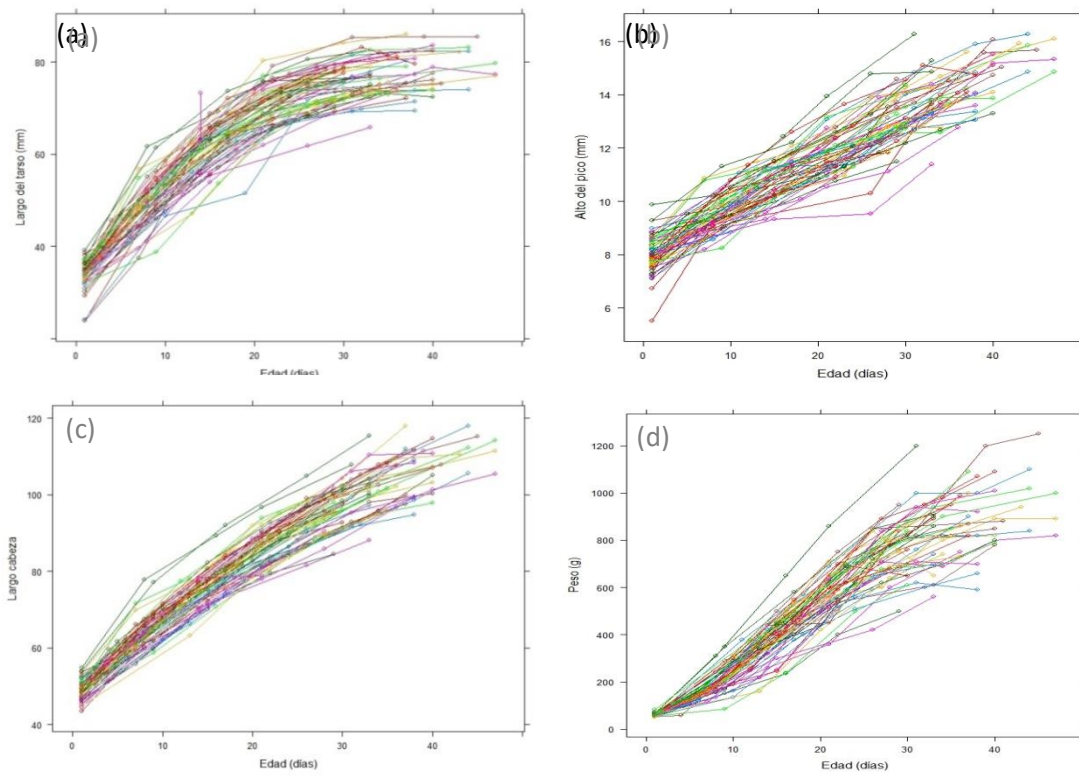 (a)
(a)
80
60
40
Largo del tarso (mm)
0 10 20 30 40
Edad (días)
(b)
(b)
16
14
12
10
8
6
Alto del pico (mm)
0 10 20 30 40
Edad (días)
(c)
120
100
80
60
40
Largo cabeza
0 10 20 30 40
Edad (días)
(d)
1200
1000
800
600
400
200
0
Peso (g)
0 10 20 30 40
Edad (días)